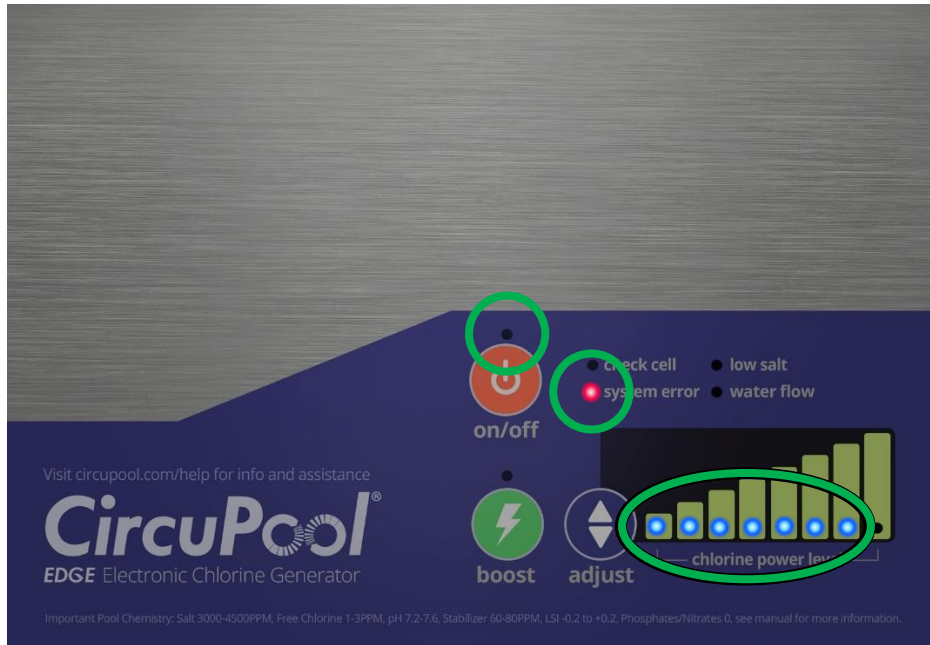 check cell
low salt
system error
water flow
on/off
Visit circupool.com/help for info and assistance
CircuPool®
EDGE Electronic Chlorine Generator
boost
adjust
chlorine power level
Important Pool Chemistry: Salt 3000-4500PPM, Free Chlorine 1-3PPM, pH 7.2-7.6, Stabilizer 60-80PPM, LSI -0.2 to +0.2, Phosphates/Nitrates 0, see manual for more information.